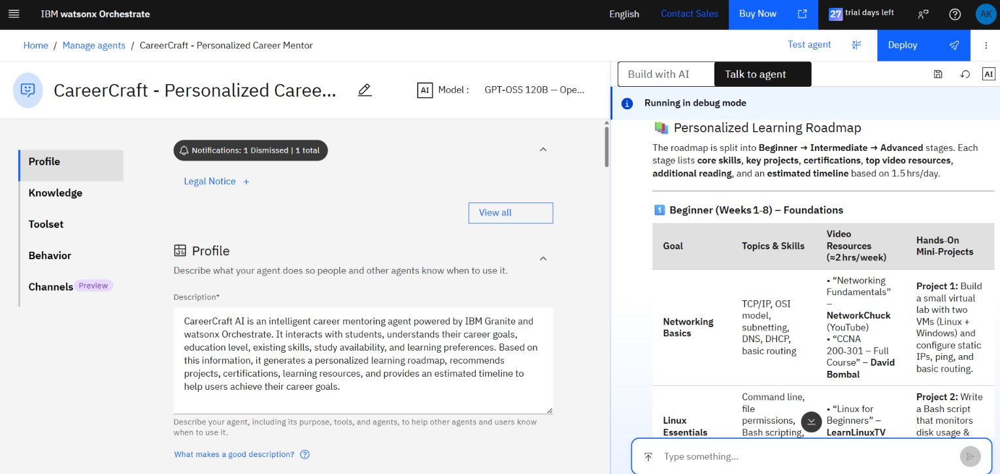 IBM watsonx Orchestrate
English
Contact Sales
Buy Now
27 trial days left
AK
Home / Manage agents / CareerCraft - Personalized Career Mentor
Test agent
Deploy
CareerCraft - Personalized Caree...
AI Model : GPT-OSS 120B — Ope...
Profile
Knowledge
Toolset
Behavior
Channels Preview
Notifications: 1 Dismissed | 1 total
Legal Notice +
View all
Profile
Describe what your agent does so people and other agents know when to use it.
Description*
CareerCraft AI is an intelligent career mentoring agent powered by IBM Granite and
watsonx Orchestrate. It interacts with students, understands their career goals,
education level, existing skills, study availability, and learning preferences. Based on
this information, it generates a personalized learning roadmap, recommends
projects, certifications, learning resources, and provides an estimated timeline to
help users achieve their career goals.
Describe your agent, including its purpose, tools, and agents, to help other agents and users know
when to use it.
What makes a good description?
Build with AI
Talk to agent
AI
Running in debug mode
📚 Personalized Learning Roadmap
The roadmap is split into Beginner → Intermediate → Advanced stages. Each
stage lists core skills, key projects, certifications, top video resources,
additional reading, and an estimated timeline based on 1.5 hrs/day.
1️⃣ Beginner (Weeks 1-8) – Foundations
Goal
Topics & Skills
Video
Resources
(≈2 hrs/week)
Hands-On
Mini-Projects
Networking
Basics
TCP/IP, OSI
model,
subnetting,
DNS, DHCP,
basic routing
• “Networking
Fundamentals”
–
NetworkChuck
(YouTube)
• “CCNA
200-301 – Full
Course” – David
Bombal
Project 1: Build
a small virtual
lab with two
VMs (Linux +
Windows) and
configure static
IPs, ping, and
basic routing.
Linux
Essentials
Command line,
file
permissions,
Bash scripting,
• “Linux for
Beginners” –
LearnLinuxTV
Project 2: Write
a Bash script
that monitors
disk usage &
Type something...